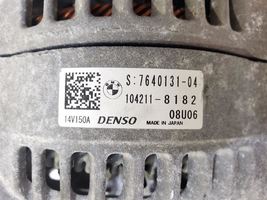 S:7640131-04
104211-8182
08U06
14V150A DENSO MADE IN JAPAN